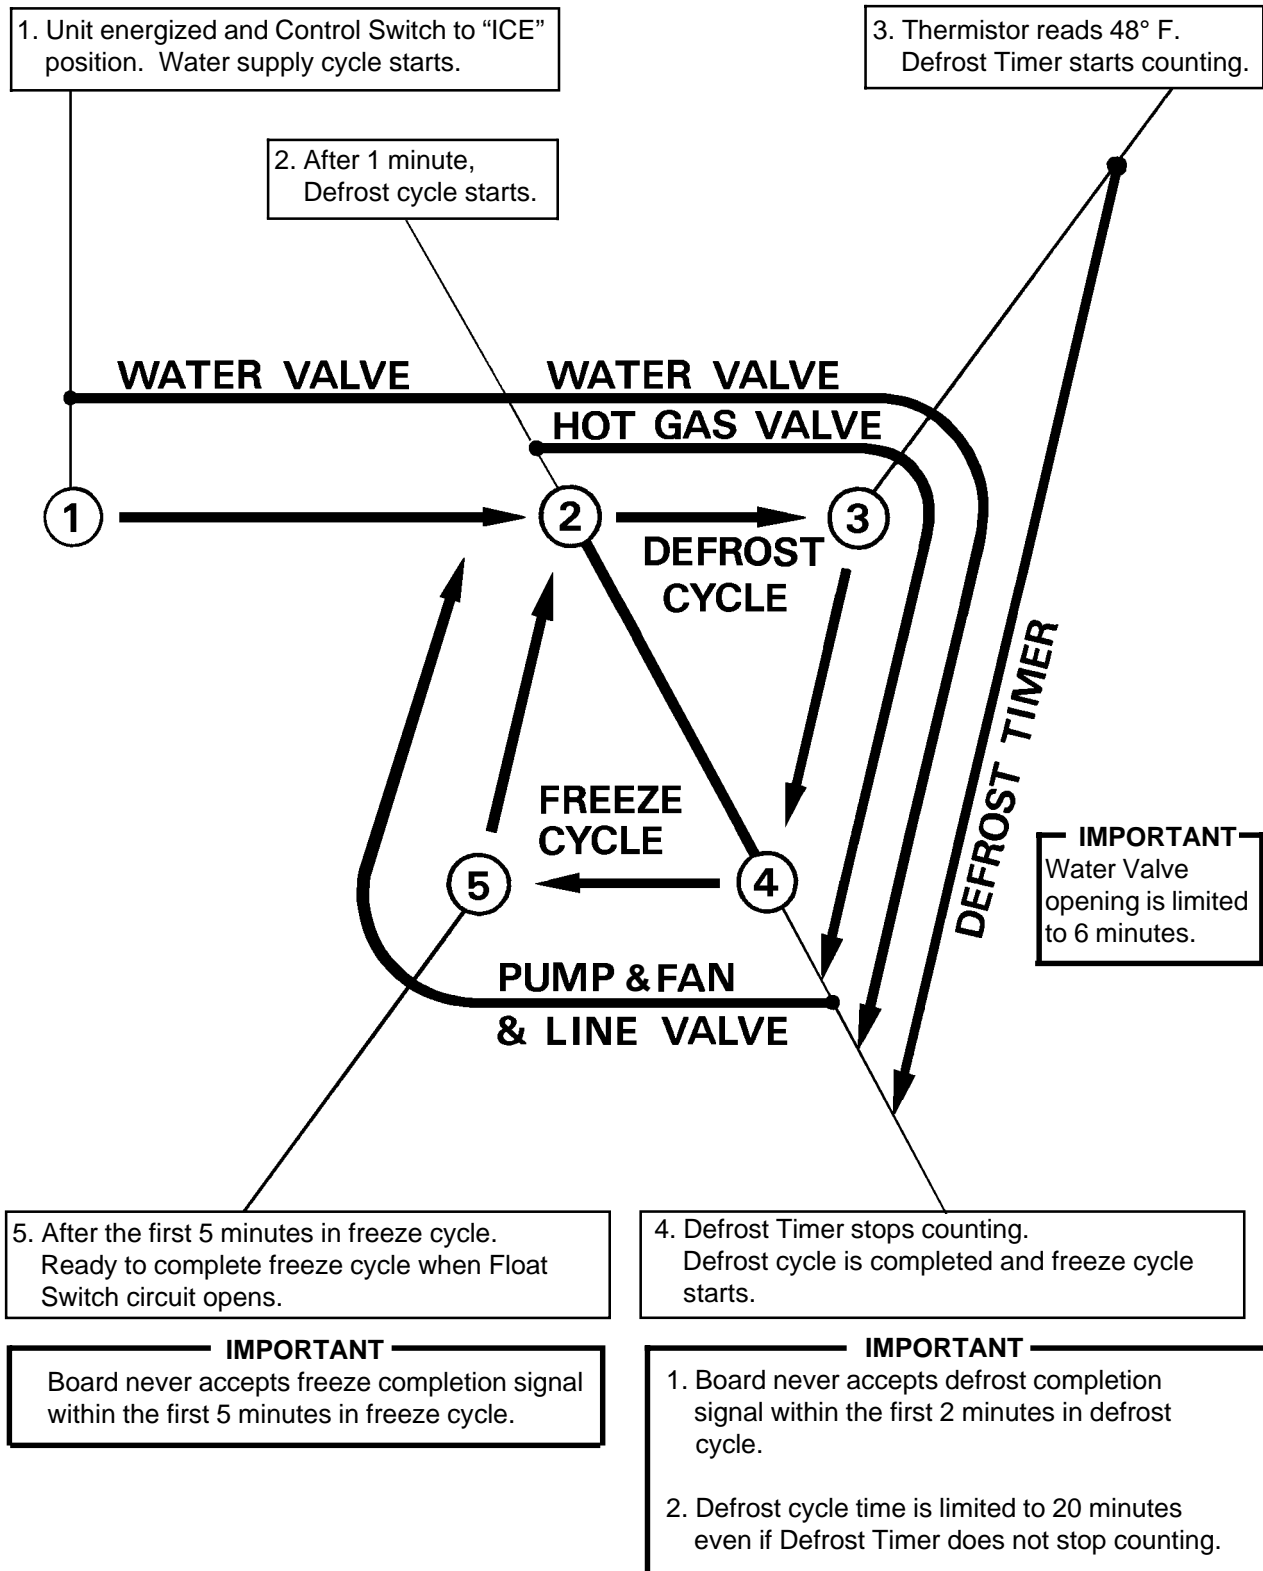 1. Unit energized and Control Switch to “ICE”
position.  Water supply cycle starts.
3. Thermistor reads 48° F.
Defrost Timer starts counting.
2. After 1 minute,
Defrost cycle starts.
WATER VALVE
WATER VALVE
HOT GAS VALVE
1
2
3
DEFROST
CYCLE
DEFROST TIMER
FREEZE
CYCLE
5
4
IMPORTANT
Water Valve
opening is limited
to 6 minutes.
PUMP & FAN
& LINE VALVE
5. After the first 5 minutes in freeze cycle.
Ready to complete freeze cycle when Float
Switch circuit opens.
4. Defrost Timer stops counting.
Defrost cycle is completed and freeze cycle
starts.
IMPORTANT
Board never accepts freeze completion signal
within the first 5 minutes in freeze cycle.
IMPORTANT
1. Board never accepts defrost completion
signal within the first 2 minutes in defrost
cycle.
2. Defrost cycle time is limited to 20 minutes
even if Defrost Timer does not stop counting.